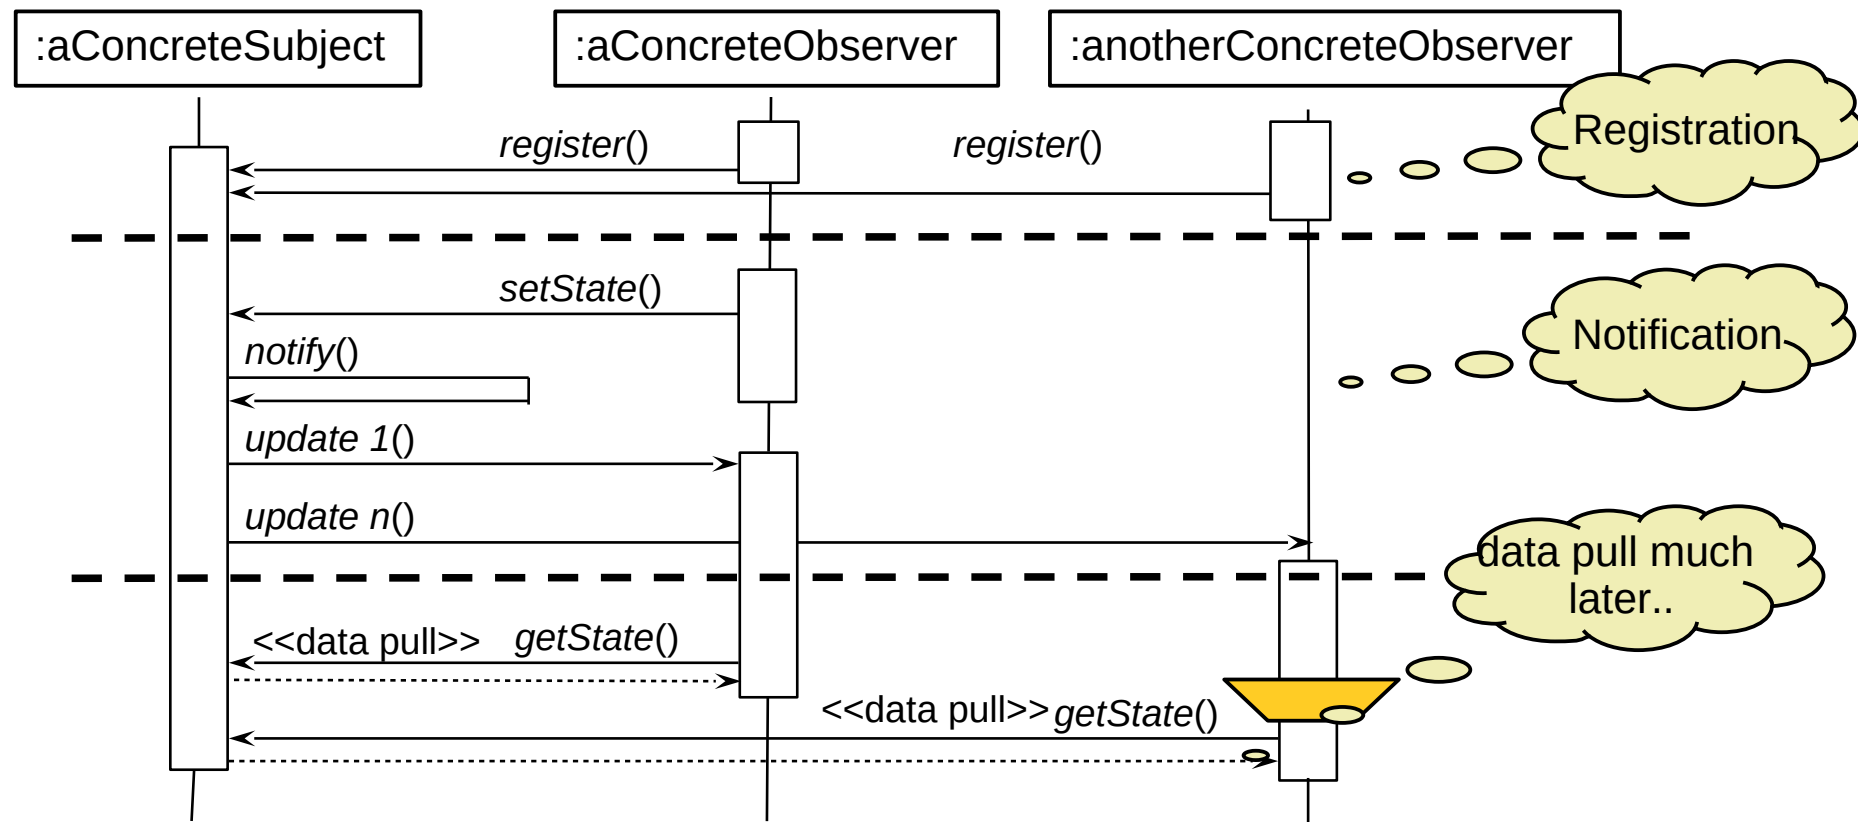 :aConcreteSubject
:aConcreteObserver
:anotherConcreteObserver
Registration
register()
register()
setState()
Notification
notify()
update 1()
update n()
data pull much
later..
<<data pull>> getState()
<<data pull>> getState()